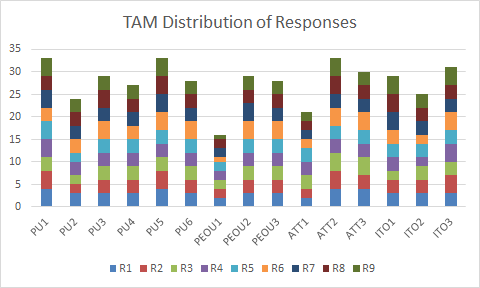 TAM Distribution of Responses
35
30
25
20
15
10
5
0
PU1 PU2 PU3 PU4 PU5 PU6 PEOU1 PEOU2 PEOU3 ATT1 ATT2 ATT3 ITO1 ITO2 ITO3
R1 R2 R3 R4 R5 R6 R7 R8 R9